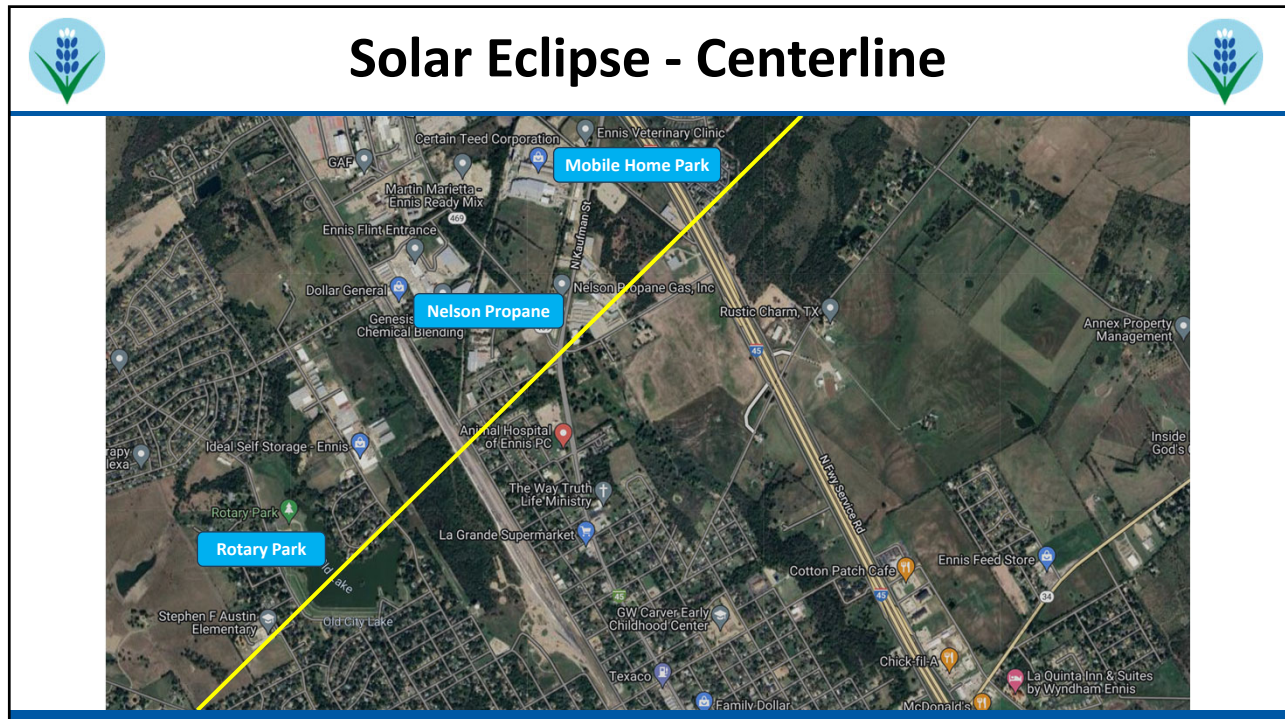 Solar Eclipse - Centerline
Certain Teed Corporation
Ennis Veterinary Clinic
GAF
Mobile Home Park
Martin Marietta -
Ennis Ready Mix
469
N Kaufman St
Ennis Flint Entrance
Dollar General
Nelson Propane Gas, Inc
Nelson Propane
Rustic Charm, TX
Genesis
Chemical Blending
Annex Property
Management
45
Animal Hospital
of Ennis PC
Ideal Self Storage - Ennis
Inside
God's
N Fwy Service Rd
The Way Truth
Life Ministry
Rotary Park
La Grande Supermarket
Rotary Park
Cotton Patch Cafe
Ennis Feed Store
Lake
45
45
34
Stephen F Austin
Elementary
Old City Lake
GW Carver Early
Childhood Center
Chick-fil-A
Texaco
La Quinta Inn & Suites
by Wyndham Ennis
Family Dollar
McDonald's